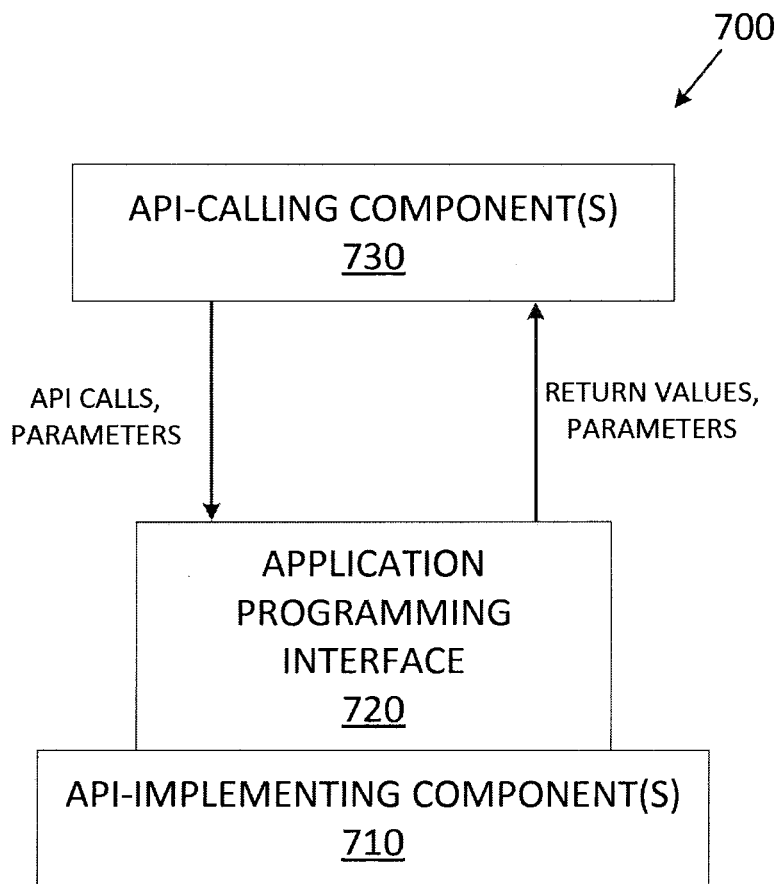 700
API-CALLING COMPONENT(S)
730
API CALLS,
PARAMETERS
RETURN VALUES,
PARAMETERS
APPLICATION
PROGRAMMING
INTERFACE
720
API-IMPLEMENTING COMPONENT(S)
710